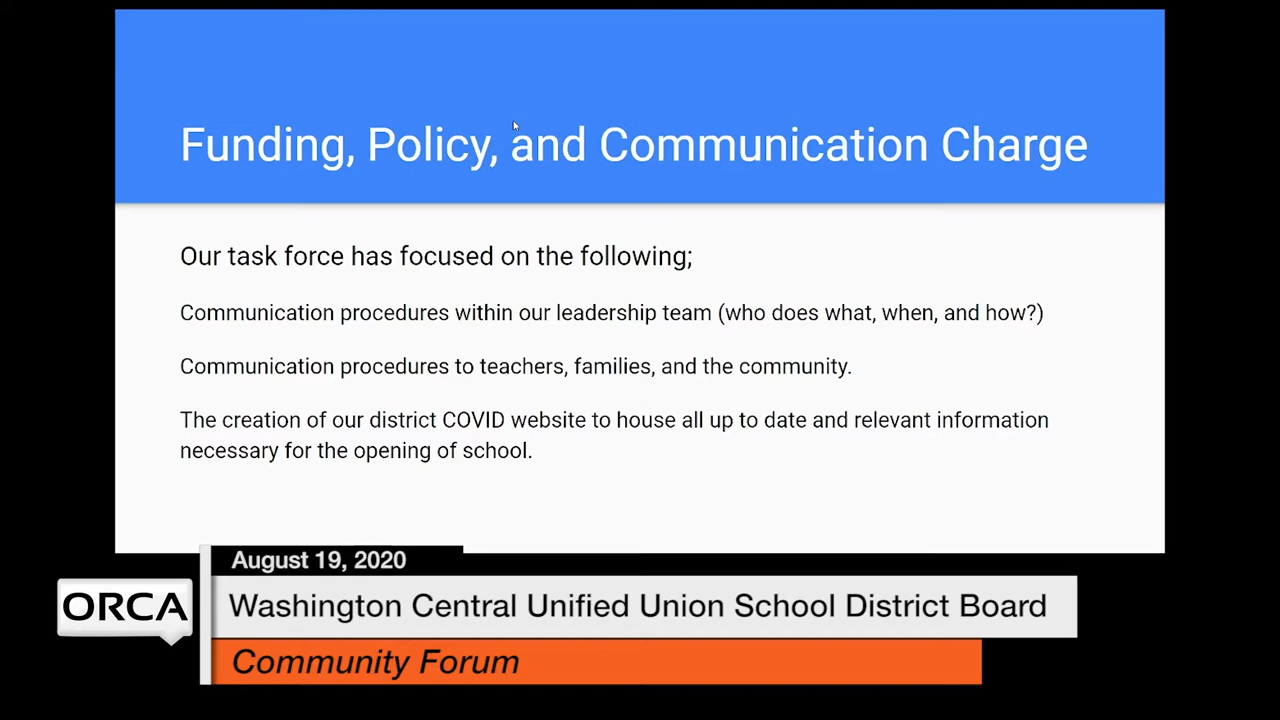 Funding, Policy, and Communication Charge
Our task force has focused on the following;
Communication procedures within our leadership team (who does what, when, and how?)
Communication procedures to teachers, families, and the community.
The creation of our district COVID website to house all up to date and relevant information
necessary for the opening of school.
August 19, 2020
ORCA
Washington Central Unified Union School District Board
Community Forum